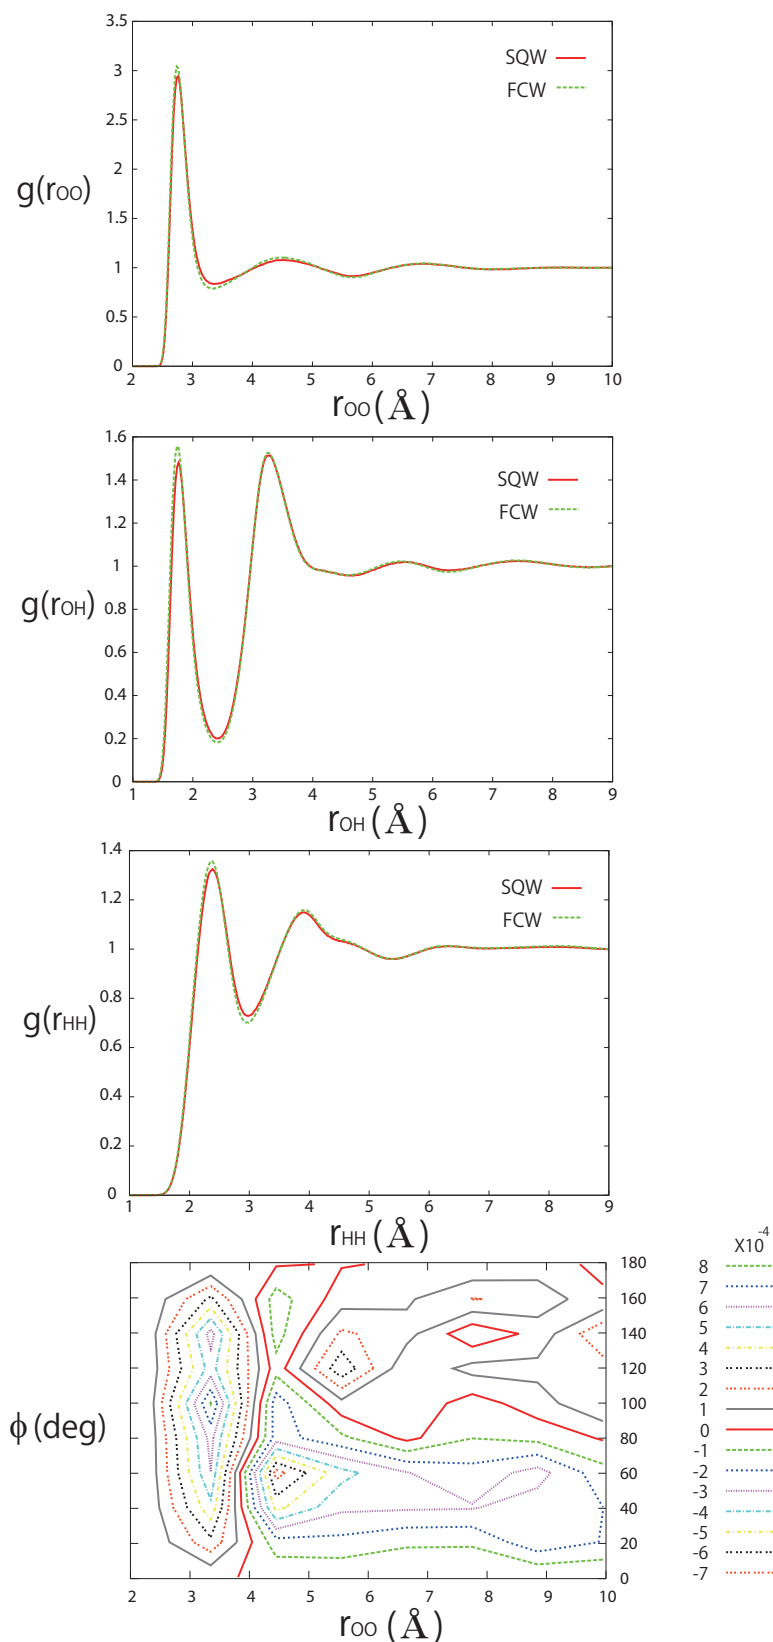 3.5
3
2.5
2
1.5
1
0.5
0
g(rOO)
SQW
FCW
2 3 4 5 6 7 8 9 10
rOO(Å)
1.6
1.4
1.2
1
0.8
0.6
0.4
0.2
0
g(rOH)
SQW
FCW
1 2 3 4 5 6 7 8 9
rOH(Å)
1.4
1.2
1
0.8
0.6
0.4
0.2
0
g(rHH)
SQW
FCW
1 2 3 4 5 6 7 8 9
rHH(Å)
ϕ(deg)
180
160
140
120
100
80
60
40
20
0
2 3 4 5 6 7 8 9 10
rOO(Å)
X10-4
8
7
6
5
4
3
2
1
0
-1
-2
-3
-4
-5
-6
-7